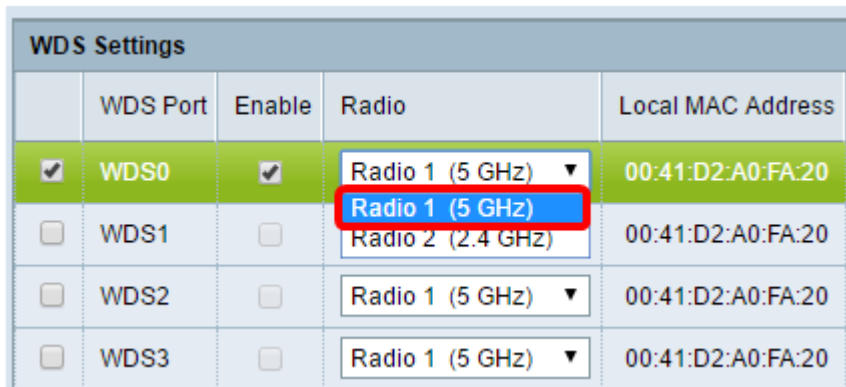 WDS Settings
WDS Port Enable Radio Local MAC Address
WDS0 Radio 1 (5 GHz) 00:41:D2:A0:FA:20
Radio 1 (5 GHz)
WDS1 Radio 2 (2.4 GHz) 00:41:D2:A0:FA:20
WDS2 Radio 1 (5 GHz) 00:41:D2:A0:FA:20
WDS3 Radio 1 (5 GHz) 00:41:D2:A0:FA:20